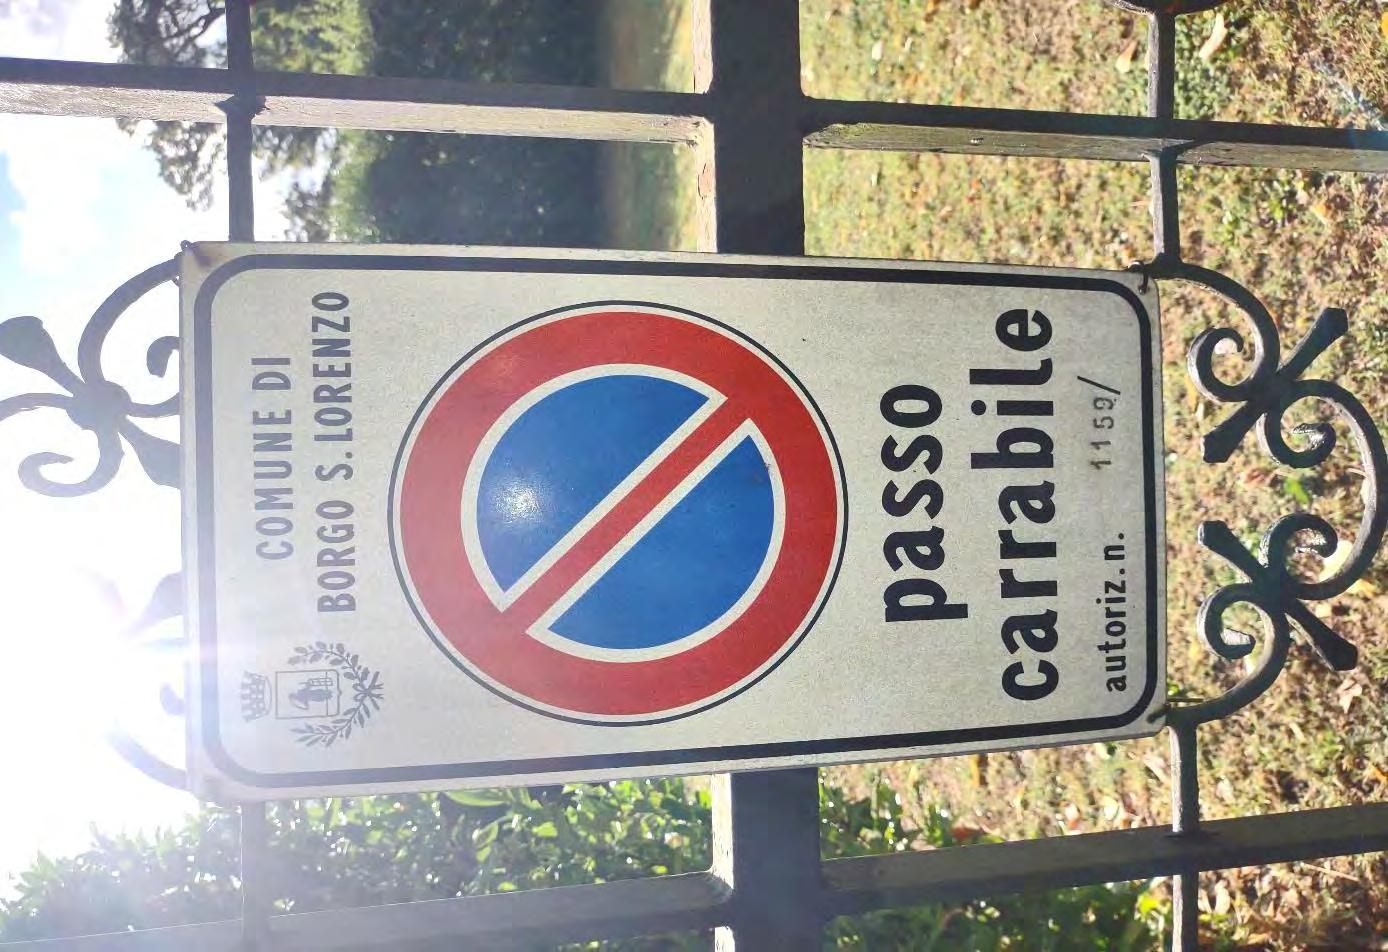 COMUNE DI
BORGO S.LORENZO
passo
carrabile
autoriz.n. 1159/